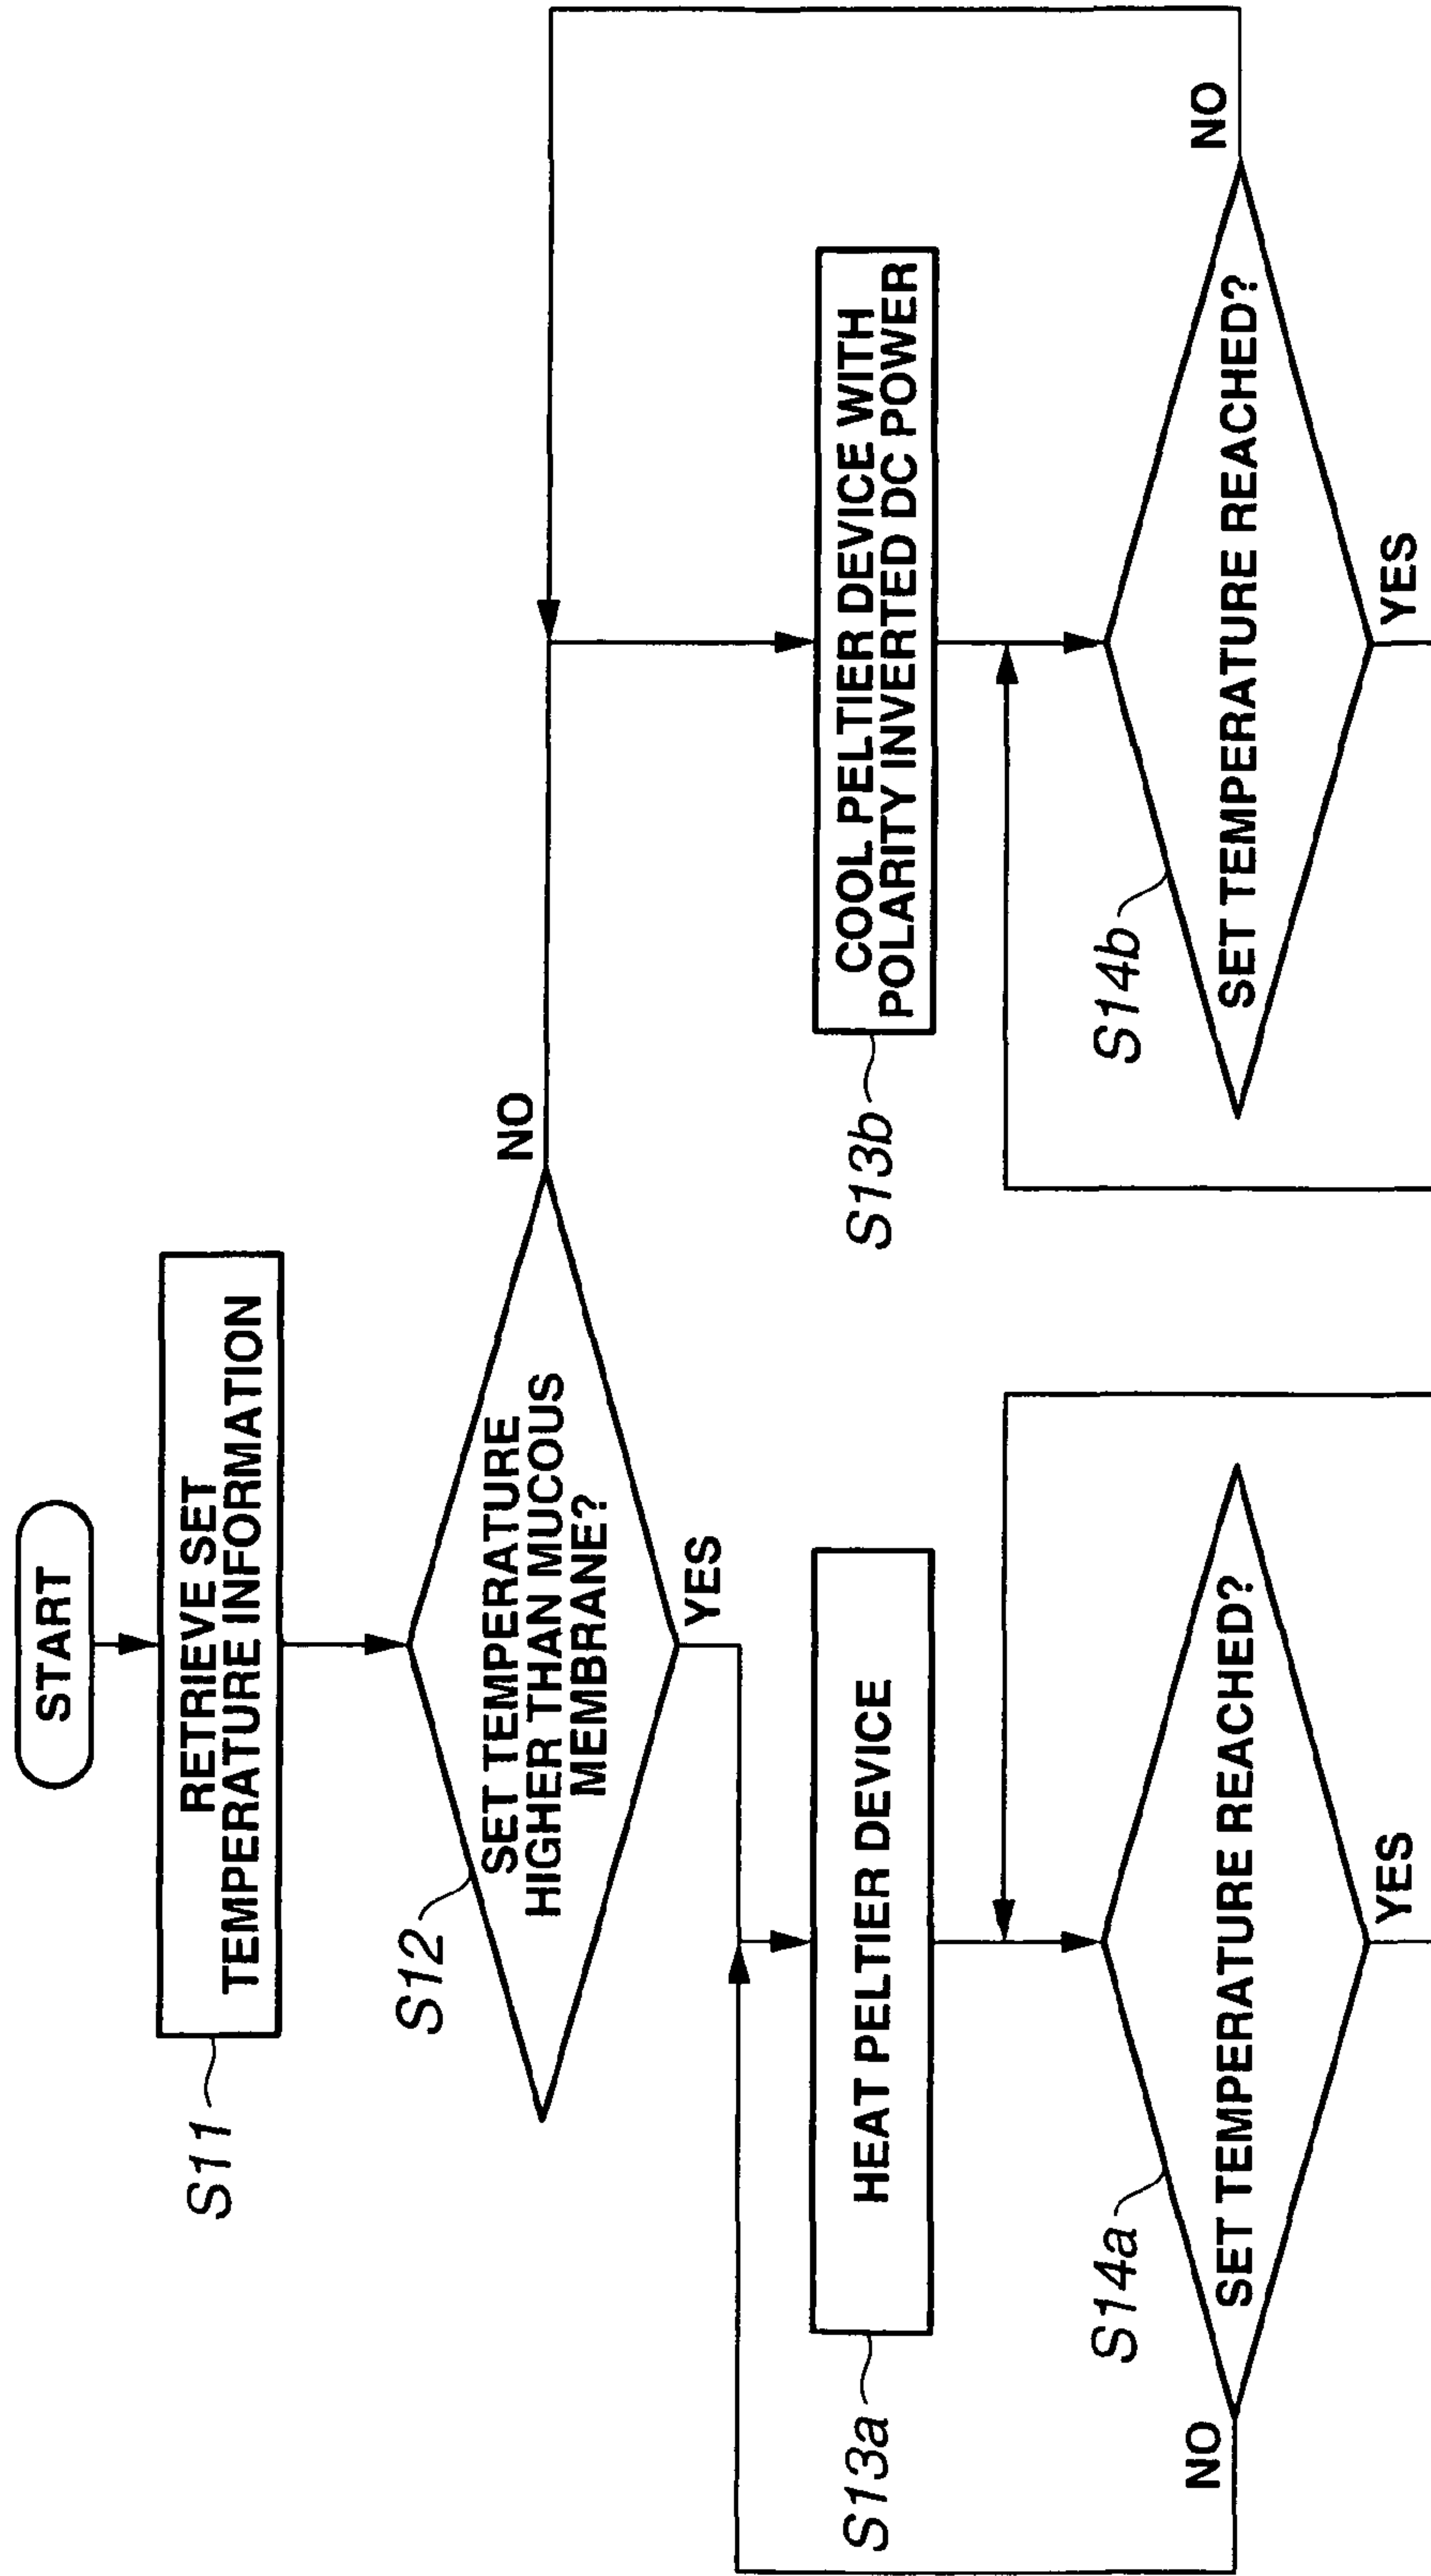 START
S11
RETRIEVE SET
TEMPERATURE INFORMATION
S12
SET TEMPERATURE
HIGHER THAN MUCOUS
MEMBRANE?
NO
YES
S13a
HEAT PELTIER DEVICE
S13b
COOL PELTIER DEVICE WITH
POLARITY INVERTED DC POWER
S14a
SET TEMPERATURE REACHED?
NO
YES
S14b
SET TEMPERATURE REACHED?
NO
YES